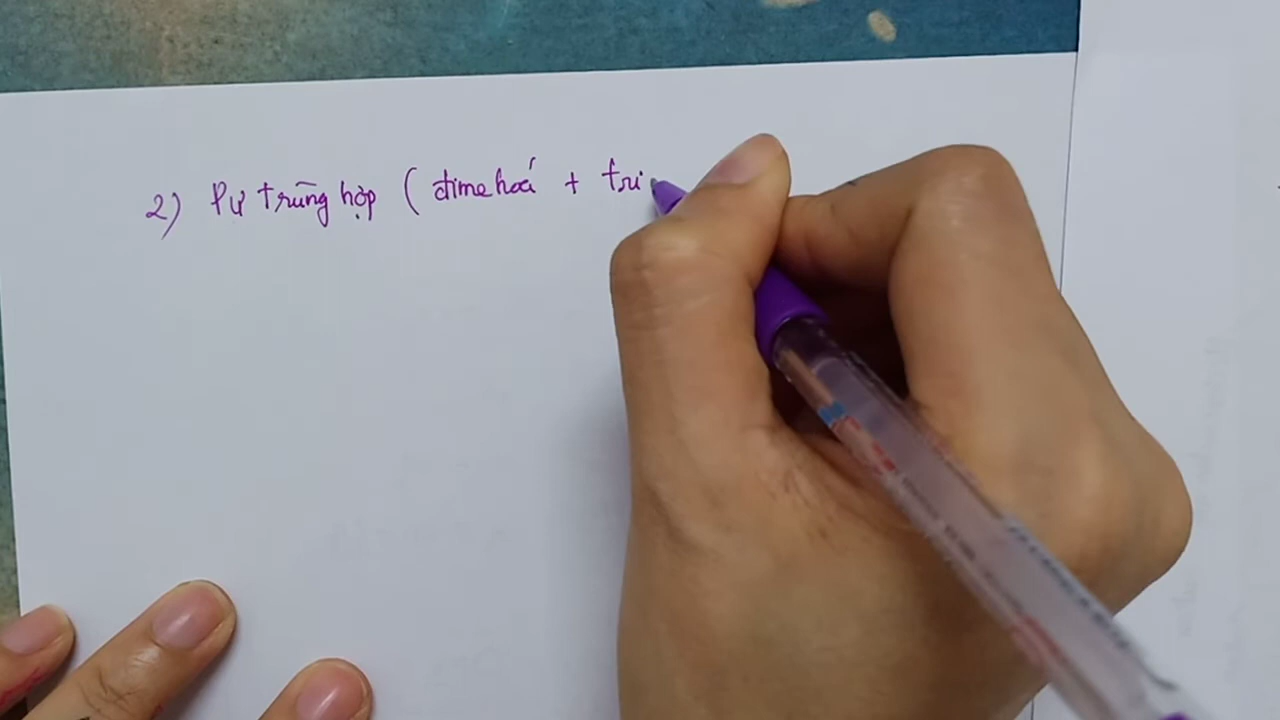 2) Pư trùng hợp ( đime hoá + tri